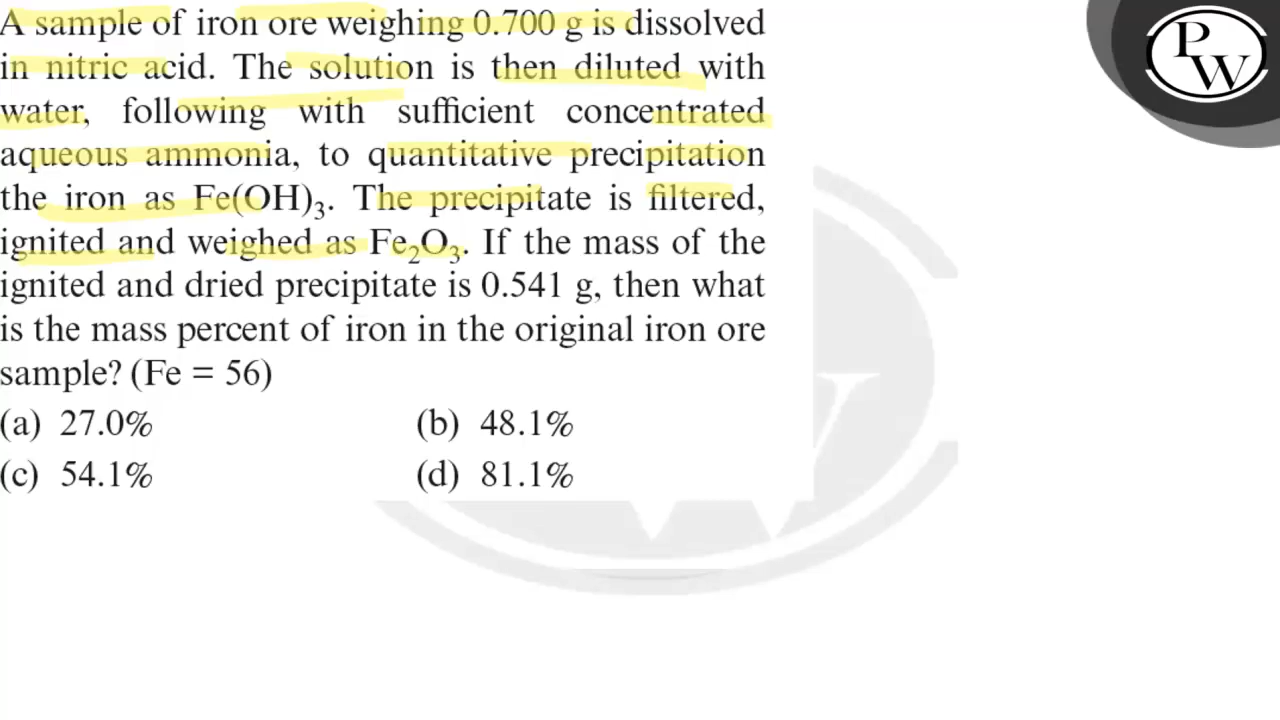 A sample of iron ore weighing 0.700 g is dissolved
in nitric acid. The solution is then diluted with
water, following with sufficient concentrated
aqueous ammonia, to quantitative precipitation
the iron as Fe(OH)₃. The precipitate is filtered,
ignited and weighed as Fe₂O₃. If the mass of the
ignited and dried precipitate is 0.541 g, then what
is the mass percent of iron in the original iron ore
sample? (Fe = 56)
(a) 27.0% (b) 48.1%
(c) 54.1% (d) 81.1%
PW